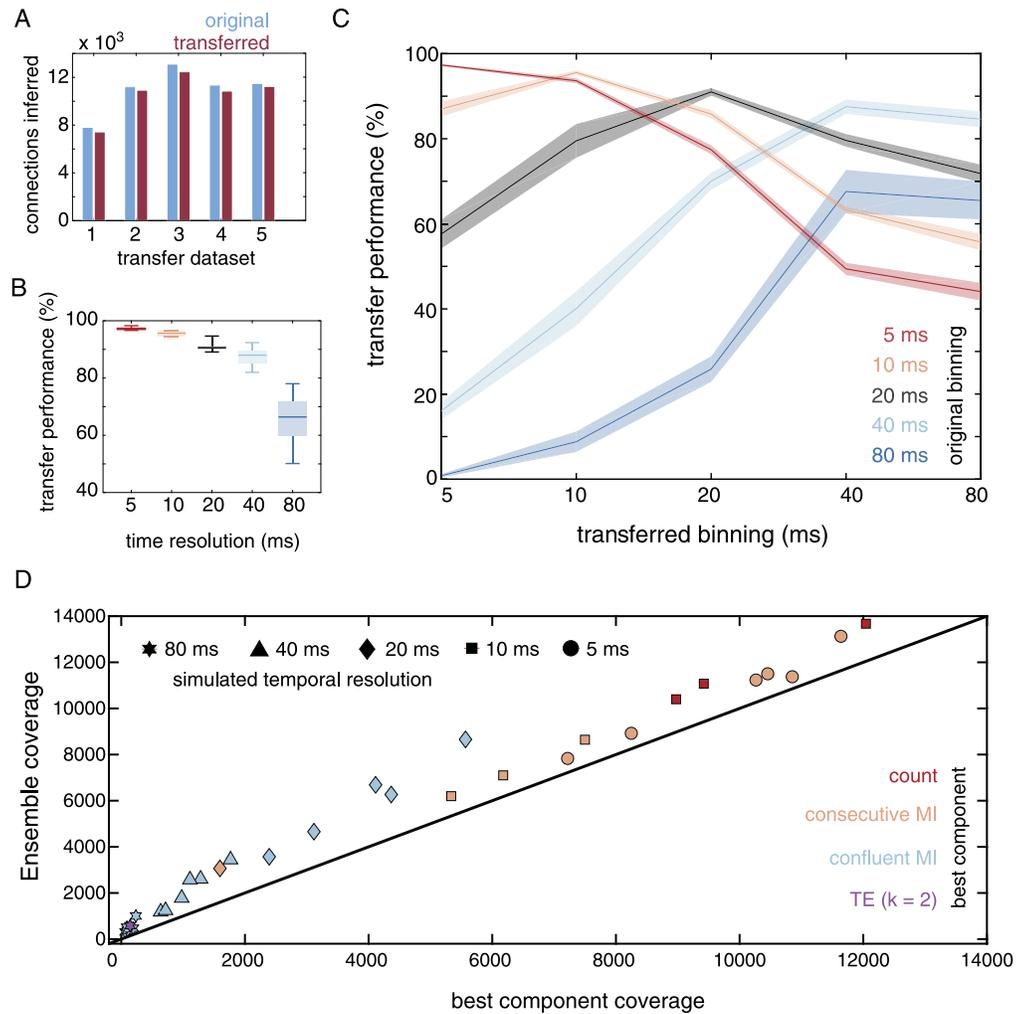 A
original
transferred
x 10³
connections inferred
12
8
4
0
1 2 3 4 5
transfer dataset
B
transfer performance (%)
100
80
60
40
5 10 20 40 80
time resolution (ms)
C
transfer performance (%)
100
80
60
40
20
0
5 ms
10 ms
20 ms
40 ms
80 ms
original binning
5 10 20 40 80
transferred binning (ms)
D
Ensemble coverage
14000
12000
10000
8000
6000
4000
2000
0
80 ms 40 ms 20 ms 10 ms 5 ms
simulated temporal resolution
count
consecutive MI
confluent MI
TE (k = 2)
best component
0 2000 4000 6000 8000 10000 12000 14000
best component coverage